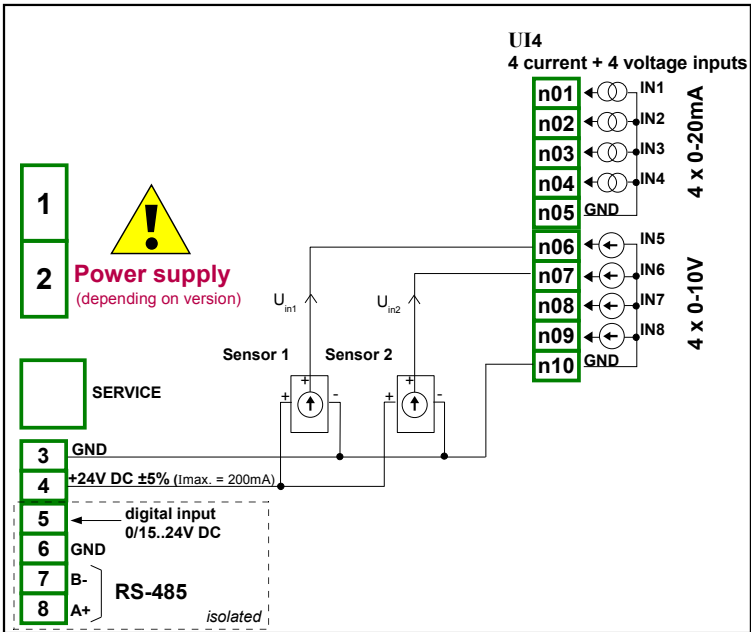 UI4
4 current + 4 voltage inputs
n01 IN1
n02 IN2
n03 IN3
n04 IN4
n05 GND
4 x 0-20mA
n06 IN5
n07 IN6
n08 IN7
n09 IN8
n10 GND
4 x 0-10V
1
2
!
Power supply
(depending on version)
Uin1
Uin2
Sensor 1
Sensor 2
+
+ -
+
+ -
SERVICE
3 GND
4 +24V DC ±5% (Imax. = 200mA)
5 digital input
0/15..24V DC
6 GND
7 B-
8 A+
RS-485
isolated